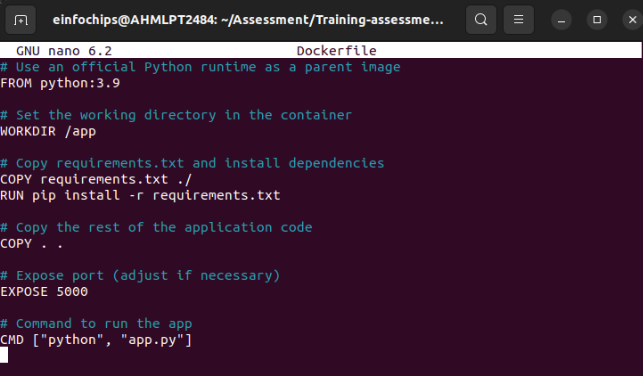 einfochips@AHMLPT2484: ~/Assessment/Training-assessme...
GNU nano 6.2 Dockerfile
# Use an official Python runtime as a parent image
FROM python:3.9
# Set the working directory in the container
WORKDIR /app
# Copy requirements.txt and install dependencies
COPY requirements.txt ./
RUN pip install -r requirements.txt
# Copy the rest of the application code
COPY . .
# Expose port (adjust if necessary)
EXPOSE 5000
# Command to run the app
CMD ["python", "app.py"]